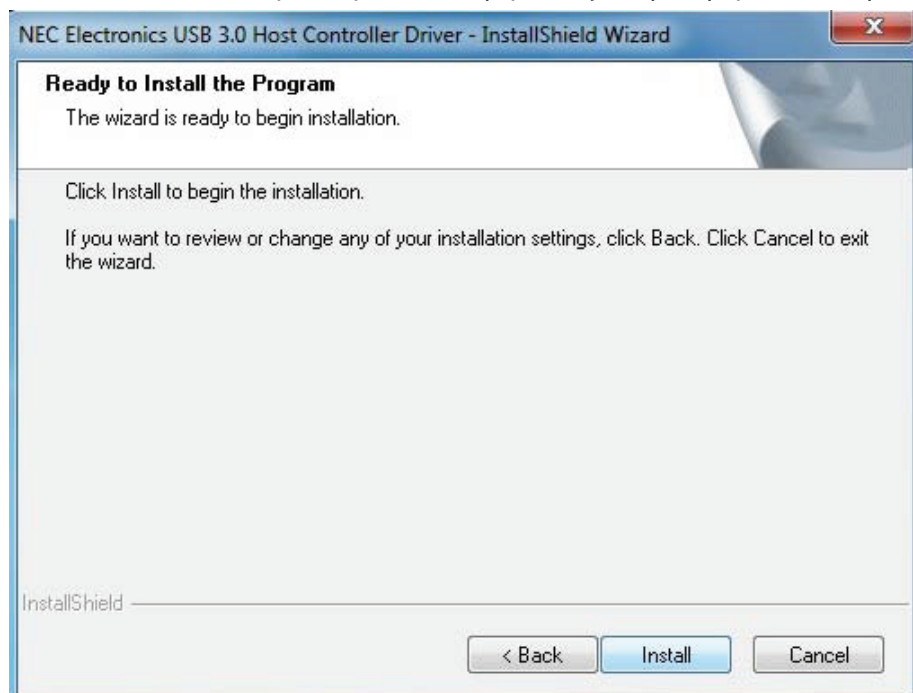 NEC Electronics USB 3.0 Host Controller Driver - InstallShield Wizard
Ready to Install the Program
The wizard is ready to begin installation.
Click Install to begin the installation.
If you want to review or change any of your installation settings, click Back. Click Cancel to exit
the wizard.
InstallShield
< Back
Install
Cancel